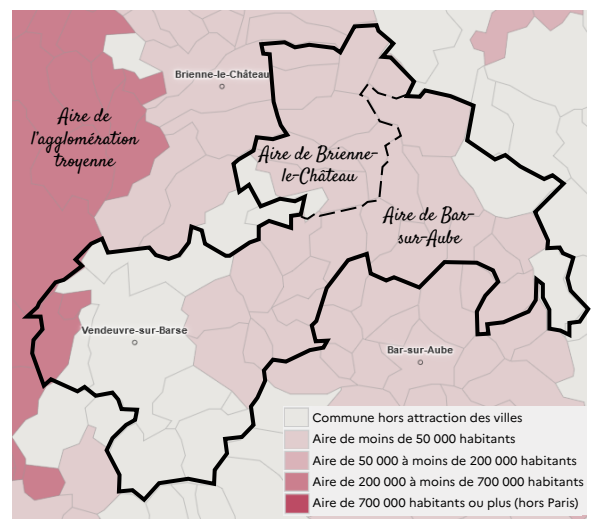 Brienne-le-Château
Aire de
l'agglomération
troyenne
Aire de Brienne-
le-Château
Aire de Bar-
sur-Aube
Vendeuvre-sur-Barse
Bar-sur-Aube
Commune hors attraction des villes
Aire de moins de 50 000 habitants
Aire de 50 000 à moins de 200 000 habitants
Aire de 200 000 à moins de 700 000 habitants
Aire de 700 000 habitants ou plus (hors Paris)